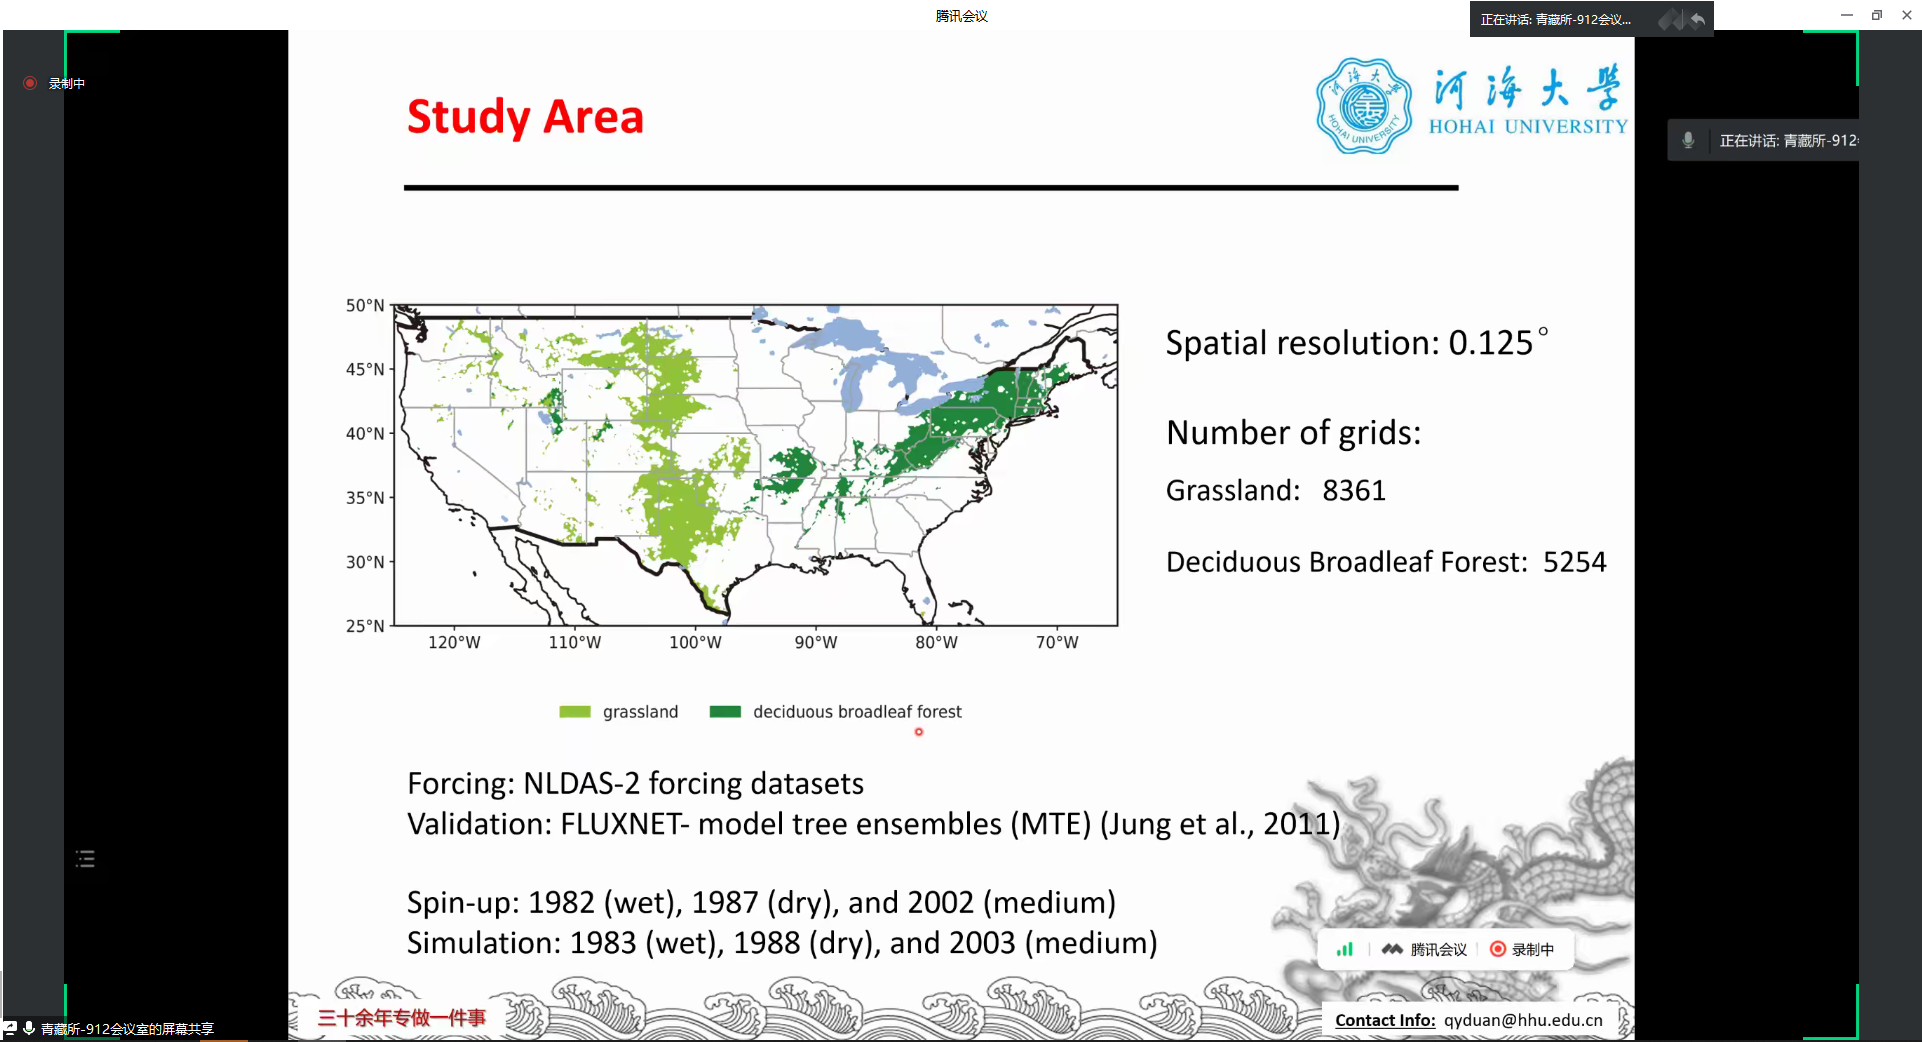 腾讯会议
正在讲话: 青藏所-912会议...
录制中
Study Area
河海大学
HOHAI UNIVERSITY
河海大学
HOHAI UNIVERSITY
正在讲话: 青藏所-912
50°N
45°N
40°N
35°N
30°N
25°N
120°W 110°W 100°W 90°W 80°W 70°W
grassland deciduous broadleaf forest
Spatial resolution: 0.125°
Number of grids:
Grassland: 8361
Deciduous Broadleaf Forest: 5254
Forcing: NLDAS-2 forcing datasets
Validation: FLUXNET- model tree ensembles (MTE) (Jung et al., 2011)
Spin-up: 1982 (wet), 1987 (dry), and 2002 (medium)
Simulation: 1983 (wet), 1988 (dry), and 2003 (medium)
腾讯会议 录制中
三十余年专做一件事
Contact Info: qyduan@hhu.edu.cn
青藏所-912会议室的屏幕共享